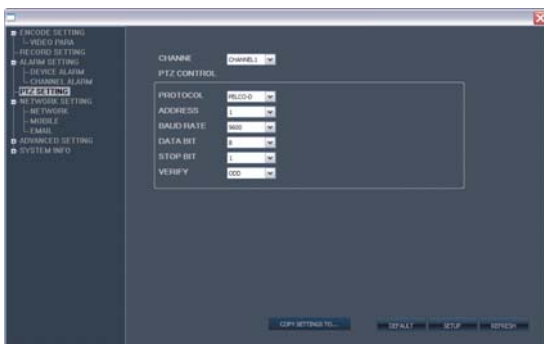 ENCODE SETTING
VIDEO PARA
RECORD SETTING
ALARM SETTING
DEVICE ALARM
CHANNEL ALARM
PTZ SETTING
NETWORK SETTING
NETWORK
MOBILE
EMAIL
ADVANCED SETTING
SYSTEM INFO
CHANNE CHANNEL1
PTZ CONTROL
PROTOCOL PELCO-D
ADDRESS 1
BAUD RATE 9600
DATA BIT 8
STOP BIT 1
VERIFY ODD
COPY SETTINGS TO... DEFAULT SETUP REFRESH